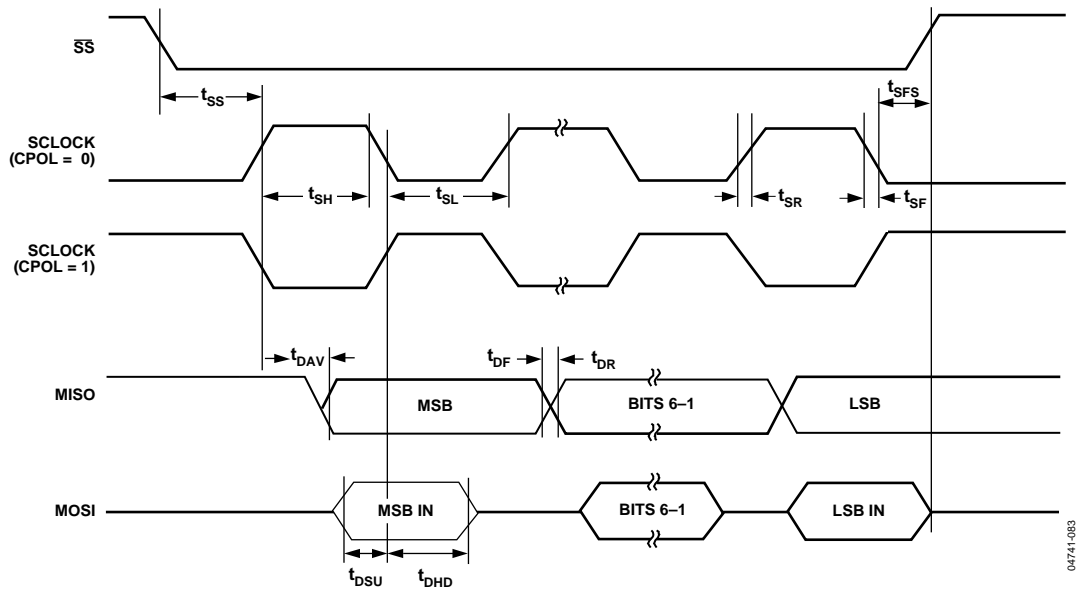 SS
tSS
tSFS
SCLOCK
(CPOL = 0)
tSH
tSL
tSR
tSF
SCLOCK
(CPOL = 1)
tDAV
tDF
tDR
MISO
MSB
BITS 6–1
LSB
MOSI
MSB IN
BITS 6–1
LSB IN
tDSU
tDHD
04741-083